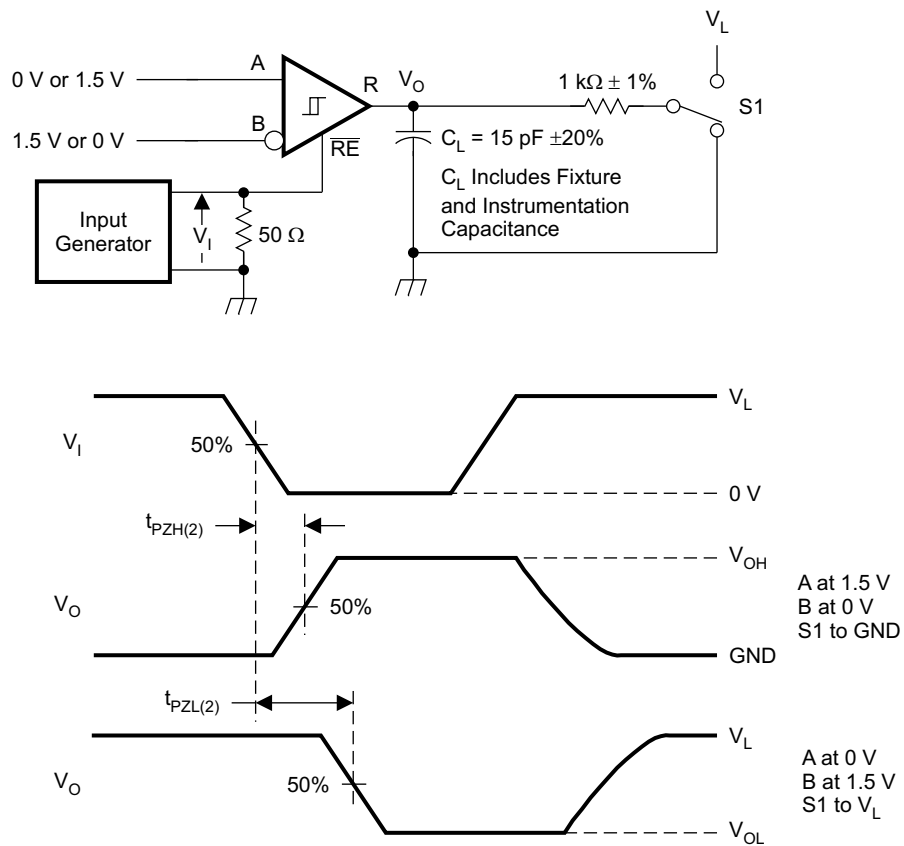 V_L
0 V or 1.5 V
A
R
V_O
1 kΩ ± 1%
S1
1.5 V or 0 V
B
RE
C_L = 15 pF ±20%
C_L Includes Fixture
and Instrumentation
Capacitance
Input
Generator
V_I
50 Ω
V_L
V_I
50%
0 V
t_PZH(2)
V_OH
V_O
50%
A at 1.5 V
B at 0 V
S1 to GND
GND
t_PZL(2)
V_L
V_O
50%
A at 0 V
B at 1.5 V
S1 to V_L
V_OL